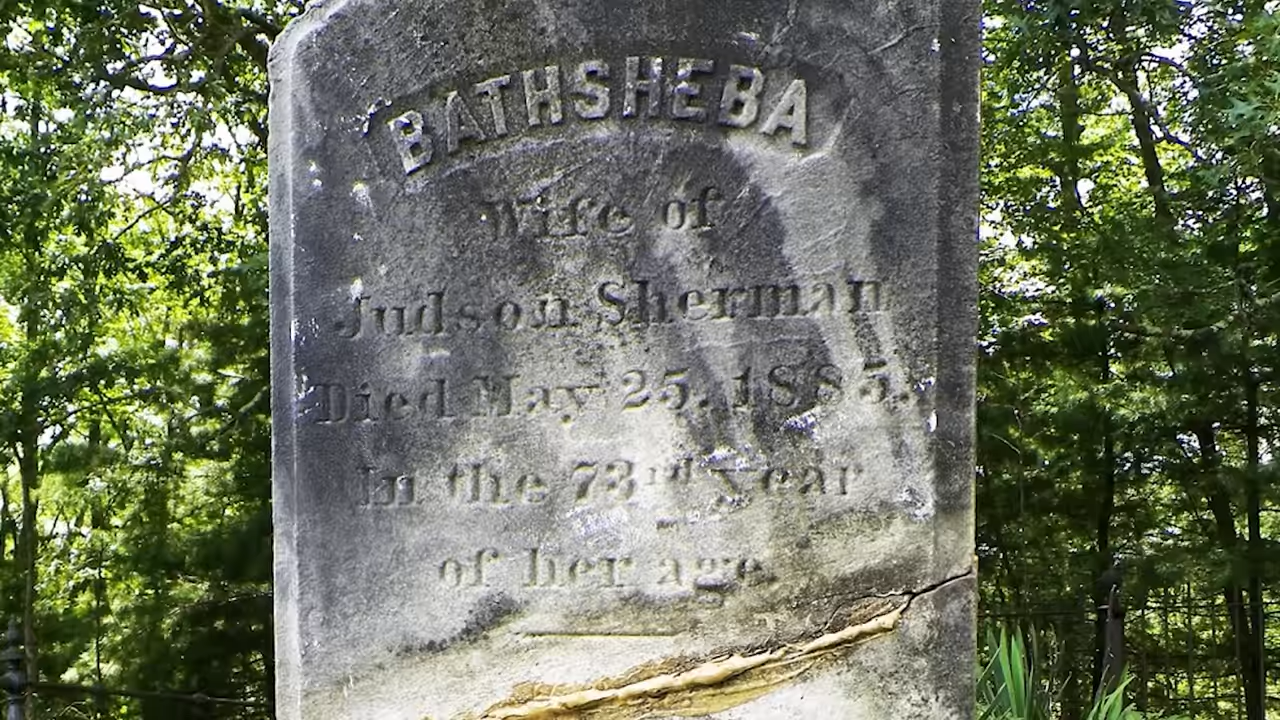 BATHSHEBA
Wife of
Judson Sherman
Died May 25, 1885.
In the 73rd year
of her age.